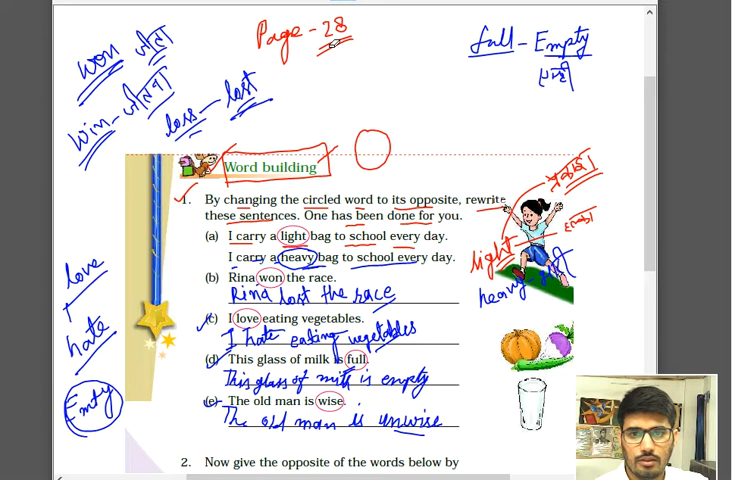 Page - 28
won जीता
win - जीतना
loss - lost
full - Empty
Word building
1. By changing the circled word to its opposite, rewrite
these sentences. One has been done for you.
(a) I carry a light bag to school every day.
I carry a heavy bag to school every day.
(b) Rina won the race.
Rina lost the race
(c) I love eating vegetables.
I hate eating vegetables
(d) This glass of milk is full.
This glass of milk is empty
(e) The old man is wise.
The old man is unwise
2. Now give the opposite of the words below by
love
hate
Emty
light
प्रकाश
heavy